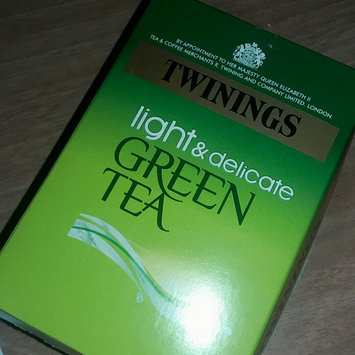 BY APPOINTMENT TO HER MAJESTY QUEEN ELIZABETH II
TEA & COFFEE MERCHANTS R. TWINING AND COMPANY LIMITED, LONDON.
TWININGS
light & delicate
GREEN
TEA